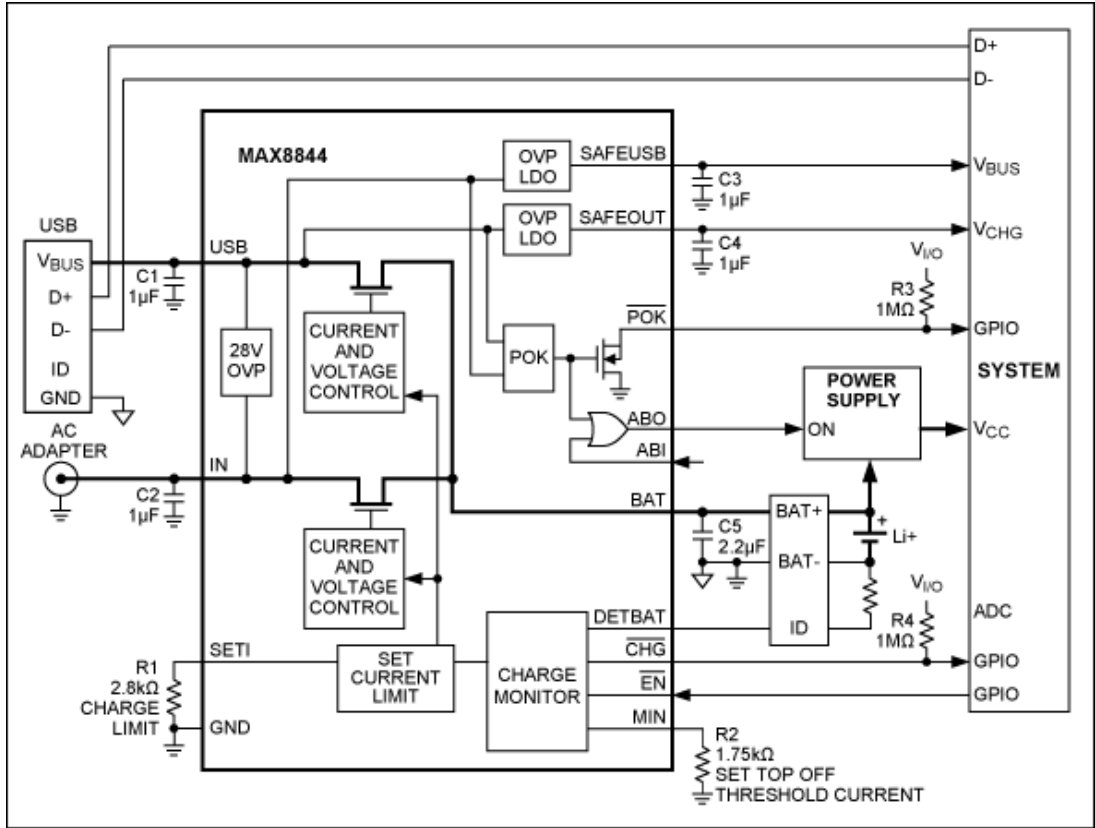 D+
D-
MAX8844
OVP
LDO
SAFEUSB
C3
1µF
VBUS
USB
OVP
LDO
SAFEOUT
C4
1µF
VCHG
USB
VBUS
C1
1µF
D+
D-
ID
GND
28V
OVP
CURRENT
AND
VOLTAGE
CONTROL
POK
POK
VI/O
R3
1MΩ
GPIO
SYSTEM
POWER
SUPPLY
ON
VCC
ABO
ABI
AC
ADAPTER
IN
C2
1µF
BAT
C5
2.2µF
BAT+
BAT-
ID
+
Li+
CURRENT
AND
VOLTAGE
CONTROL
DETBAT
VI/O
R4
1MΩ
ADC
CHG
GPIO
EN
GPIO
MIN
SETI
SET
CURRENT
LIMIT
CHARGE
MONITOR
R1
2.8kΩ
CHARGE
LIMIT
GND
R2
1.75kΩ
SET TOP OFF
THRESHOLD CURRENT